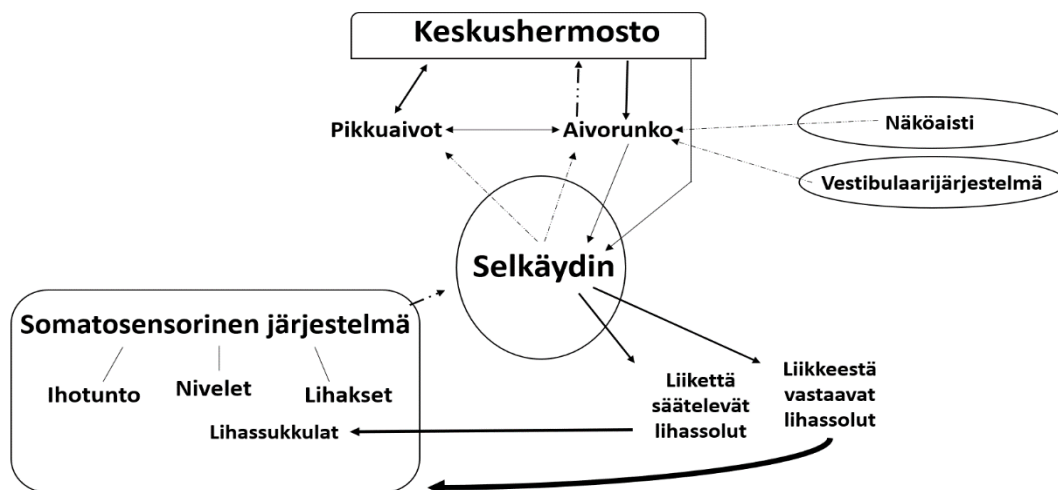 Keskushermosto
Pikkuaivot
Aivorunko
Näköaisti
Vestibulaarijärjestelmä
Selkäydin
Somatosensorinen järjestelmä
Ihotunto
Nivelet
Lihakset
Lihassukkulat
Liikettä
säätelevät
lihassolut
Liikkeestä
vastaavat
lihassolut